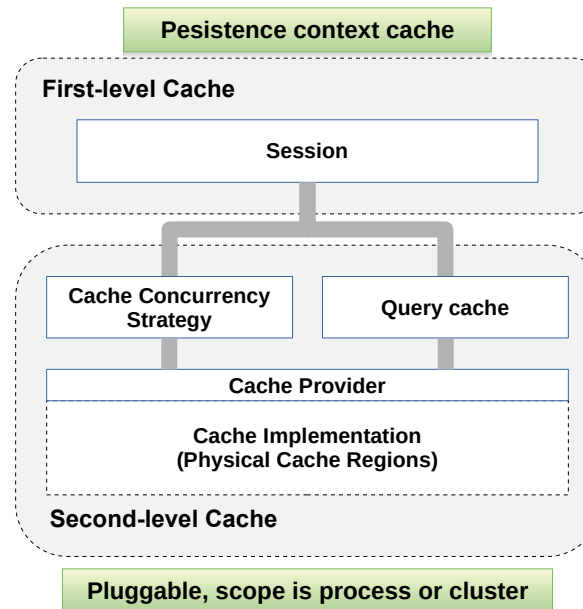 Pesistence context cache
First-level Cache
Session
Cache Concurrency
Strategy
Query cache
Cache Provider
Cache Implementation
(Physical Cache Regions)
Second-level Cache
Pluggable, scope is process or cluster